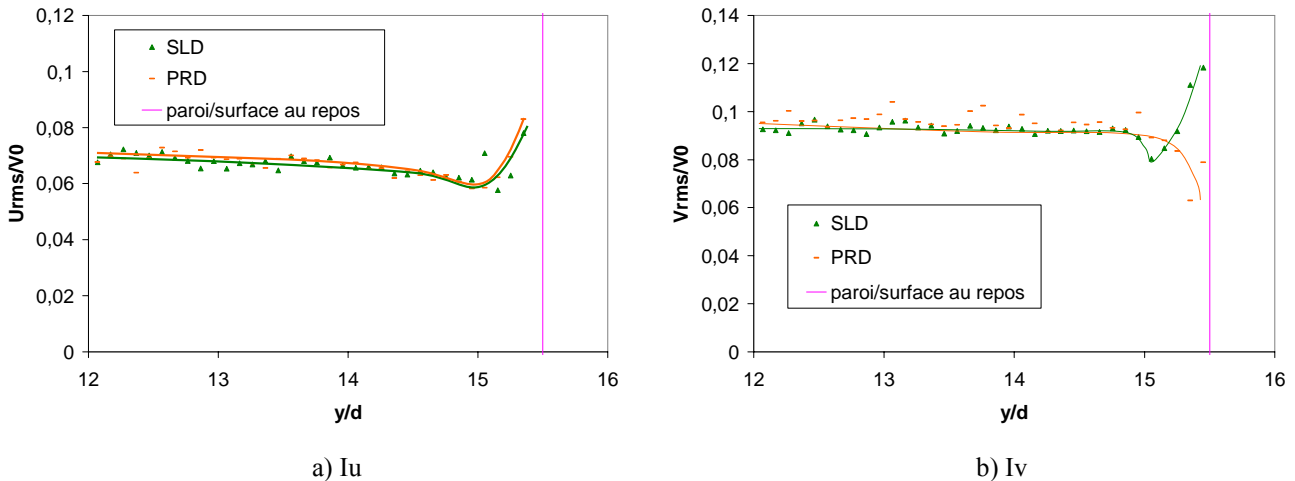 0,12
0,1
0,08
0,06
0,04
0,02
0
Urms/V0
SLD
PRD
paroi/surface au repos
12
13
14
15
16
y/d
a) Iu
0,14
0,12
0,1
0,08
0,06
0,04
0,02
0
Vrms/V0
SLD
PRD
paroi/surface au repos
12
13
14
15
16
y/d
b) Iv